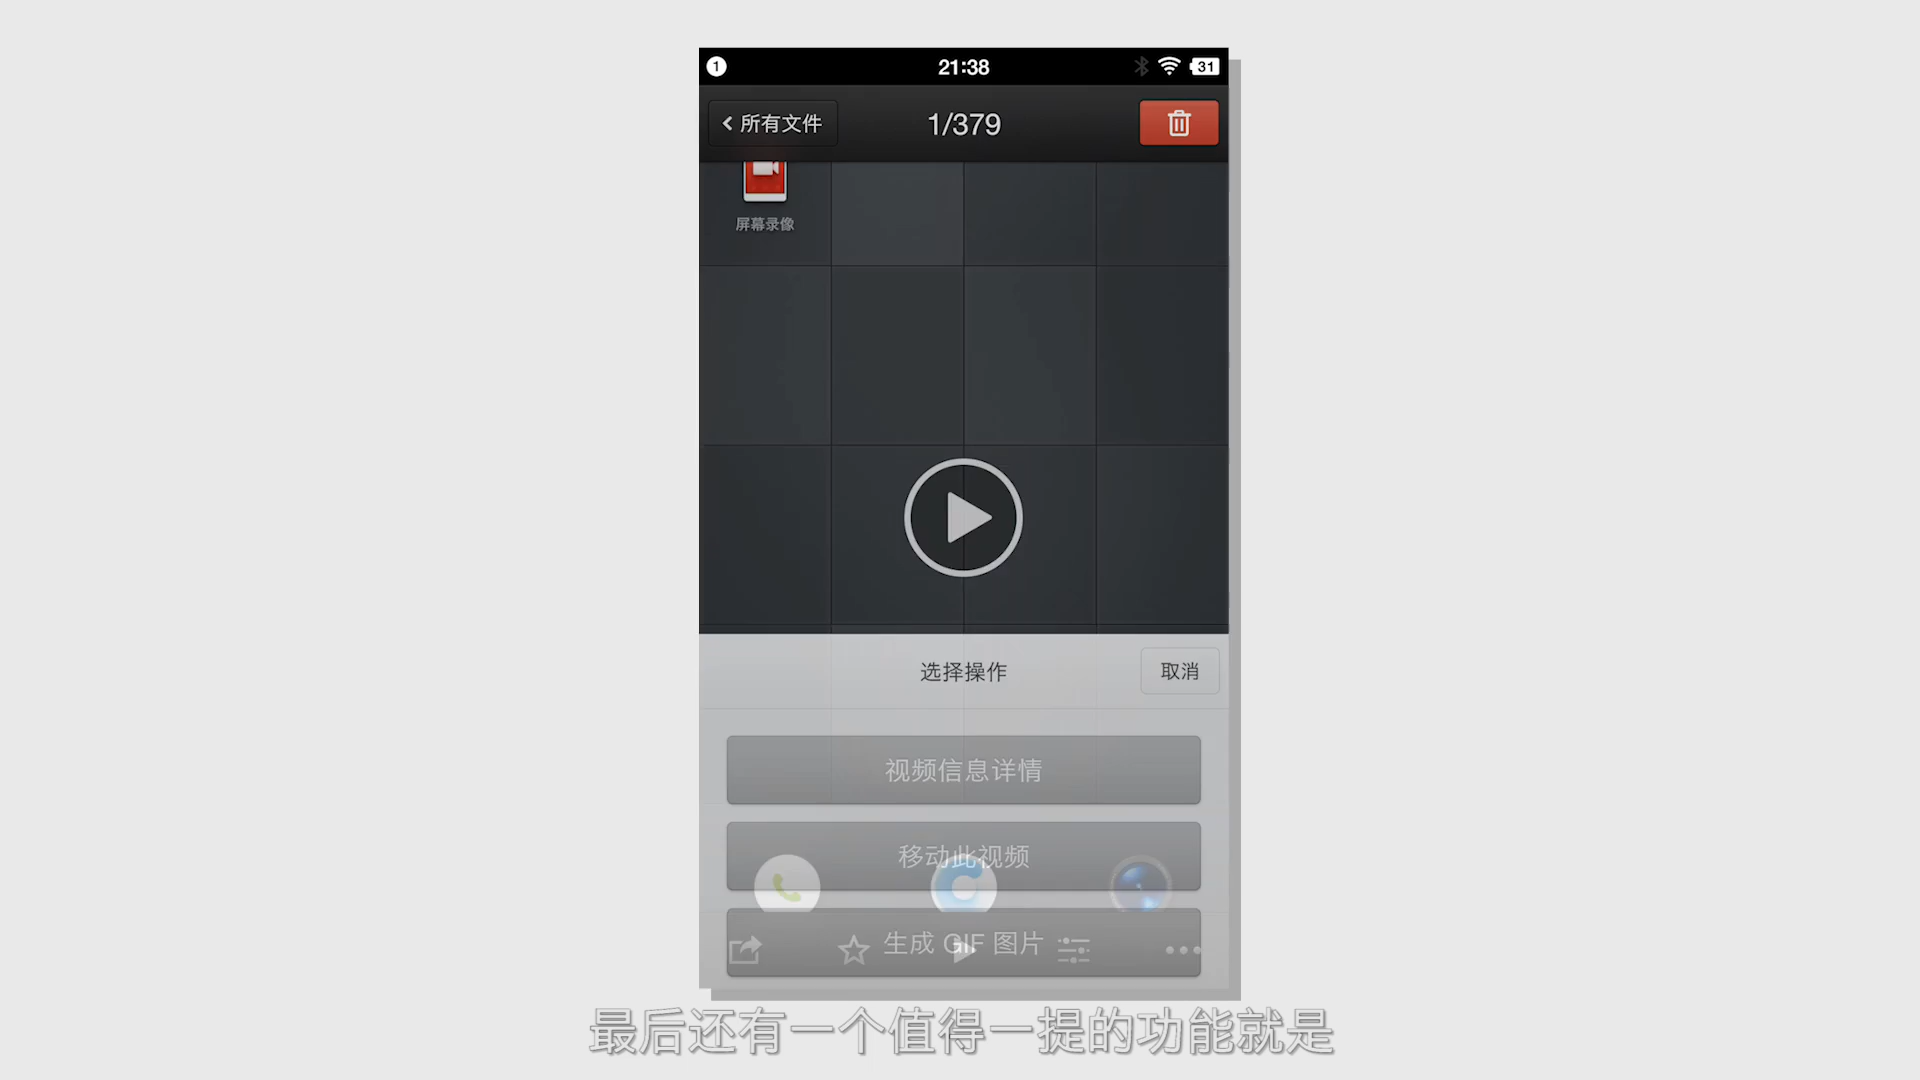 1
21:38
31
所有文件
1/379
屏幕录像
选择操作
取消
视频信息详情
移动此视频
生成 GIF 图片
最后还有一个值得一提的功能就是